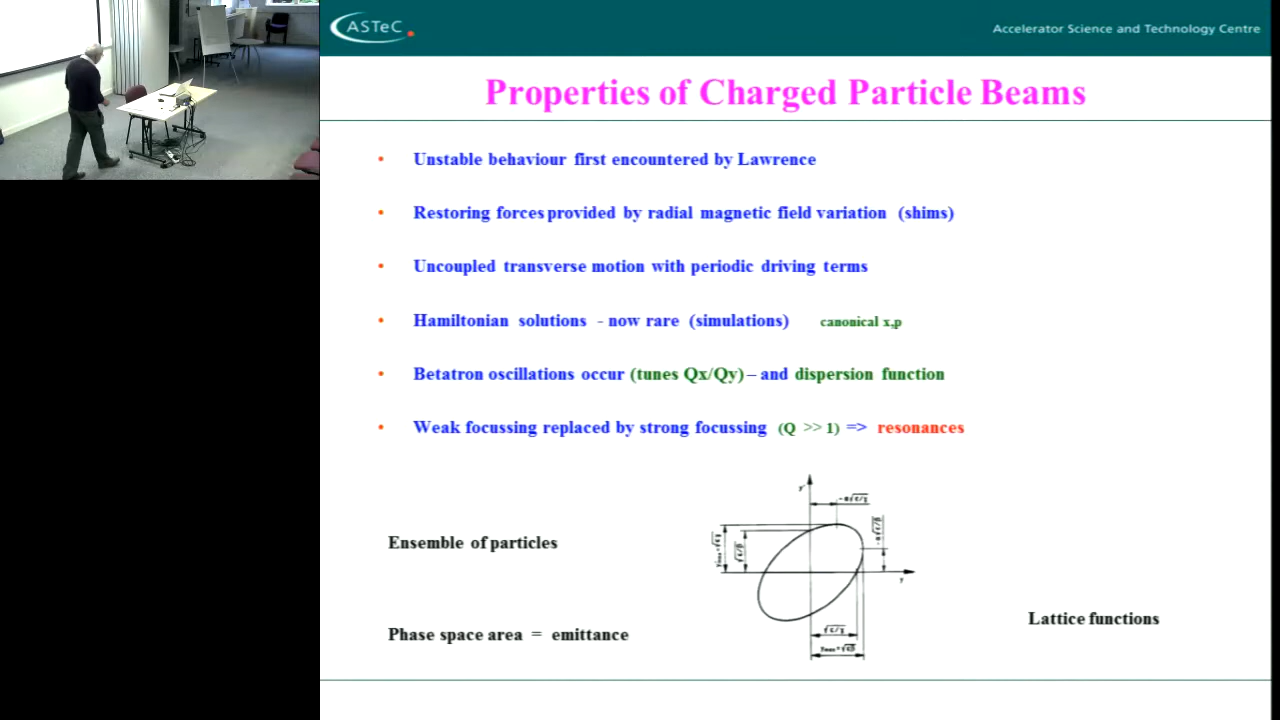 ASTeC
Accelerator Science and Technology Centre
Properties of Charged Particle Beams
• Unstable behaviour first encountered by Lawrence
• Restoring forces provided by radial magnetic field variation (shims)
• Uncoupled transverse motion with periodic driving terms
• Hamiltonian solutions - now rare (simulations) canonical x,p
• Betatron oscillations occur (tunes Qx/Qy) – and dispersion function
• Weak focussing replaced by strong focussing (Q >> 1) => resonances
Ensemble of particles
Lattice functions
Phase space area = emittance